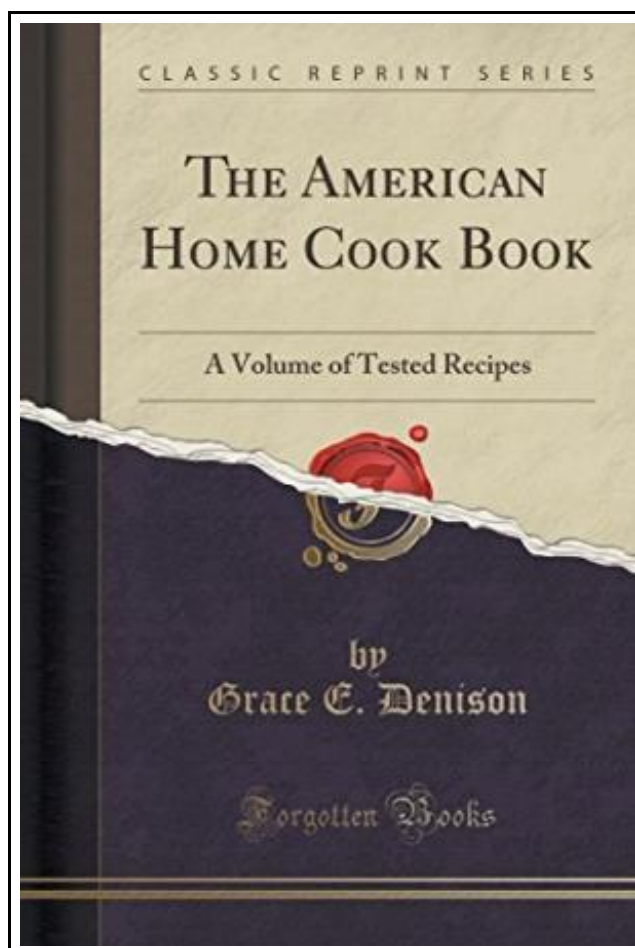 CLASSIC REPRINT SERIES
THE AMERICAN
HOME COOK BOOK
A Volume of Tested Recipes
by
Grace E. Denison
Forgotten Books